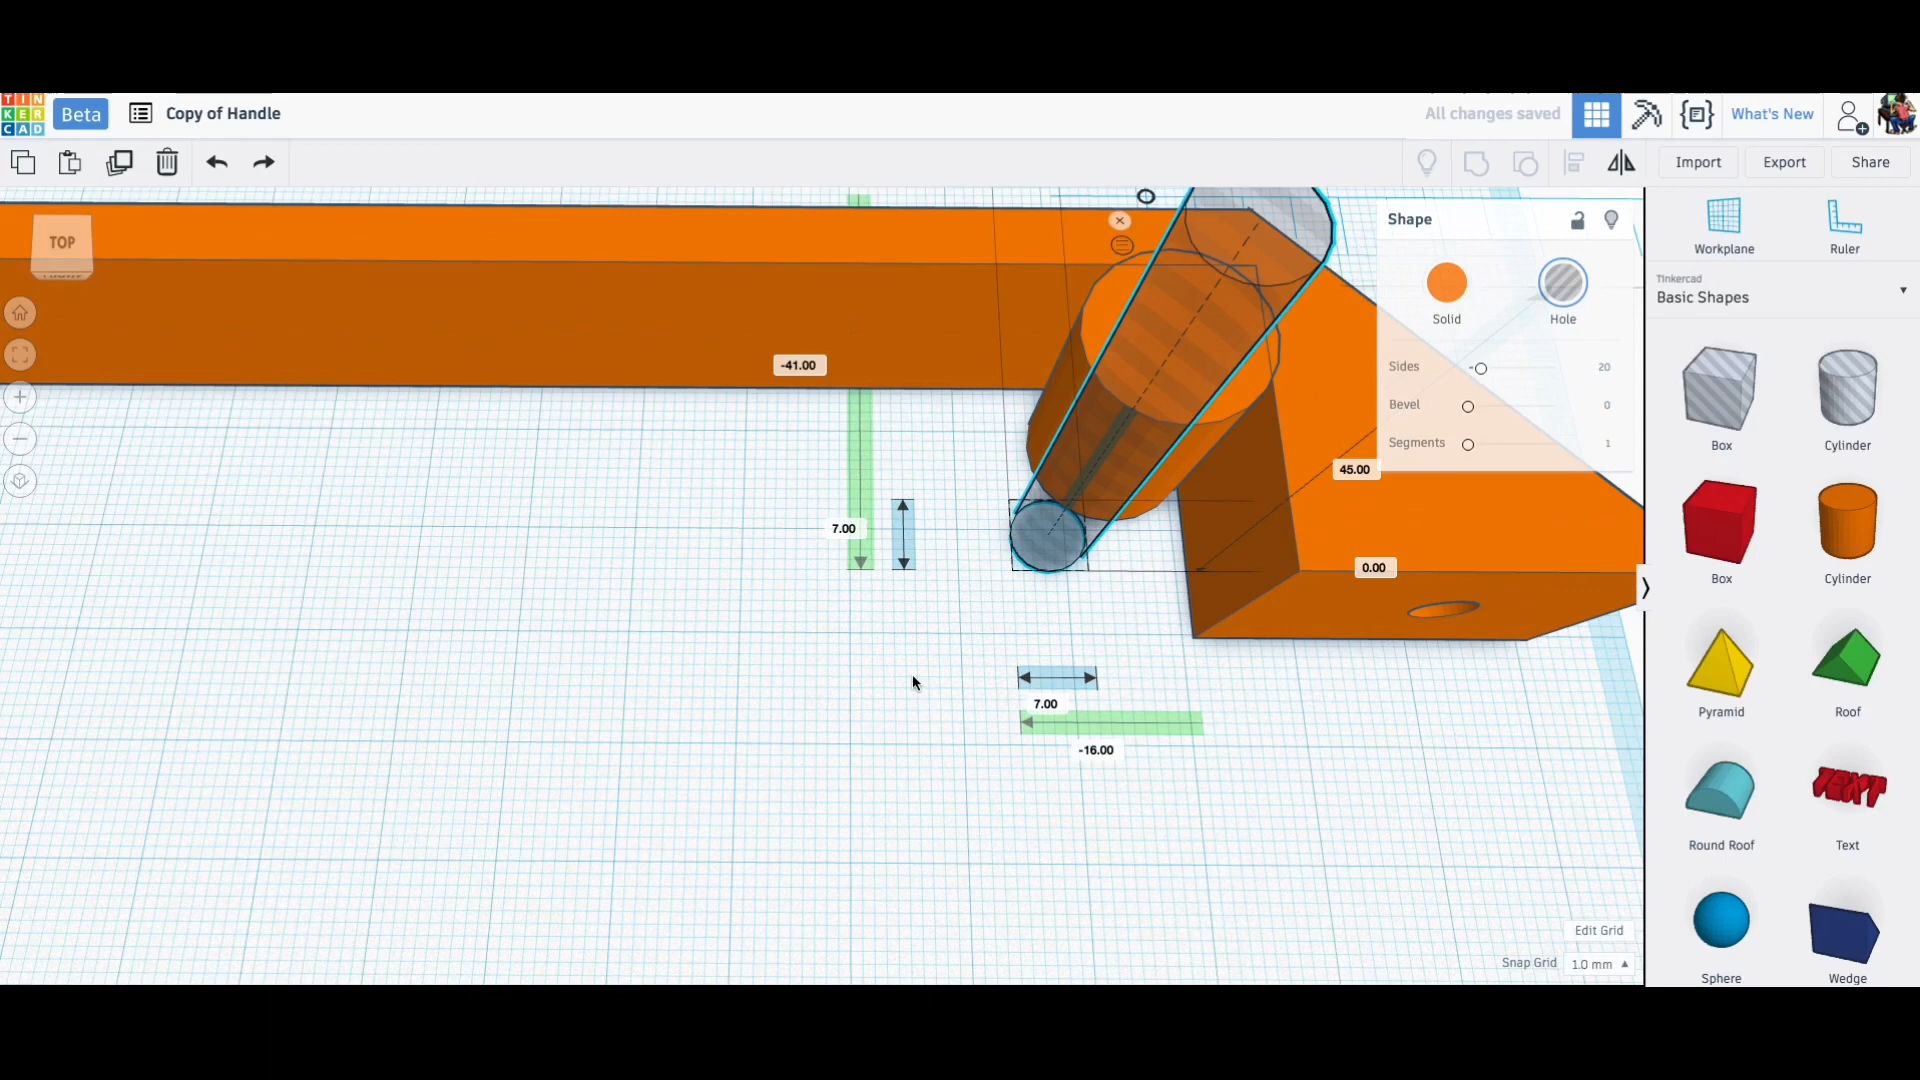 TIN
KER
CAD
Beta
Copy of Handle
All changes saved
What's New
Import
Export
Share
TOP
Shape
Solid
Hole
Sides
20
Bevel
0
Segments
1
-41.00
45.00
7.00
0.00
7.00
-16.00
Workplane
Ruler
Tinkercad
Basic Shapes
Box
Cylinder
Box
Cylinder
Pyramid
Roof
Round Roof
Text
TEXT
Sphere
Wedge
Edit Grid
Snap Grid
1.0 mm